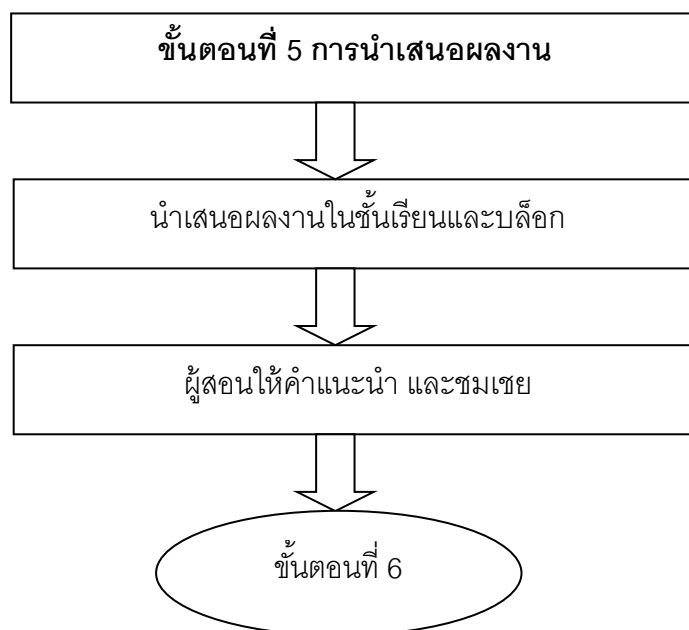 ขั้นตอนที่ 5 การนำเสนอผลงาน
นำเสนอผลงานในชั้นเรียนและบล็อก
ผู้สอนให้คำแนะนำ และชมเชย
ขั้นตอนที่ 6